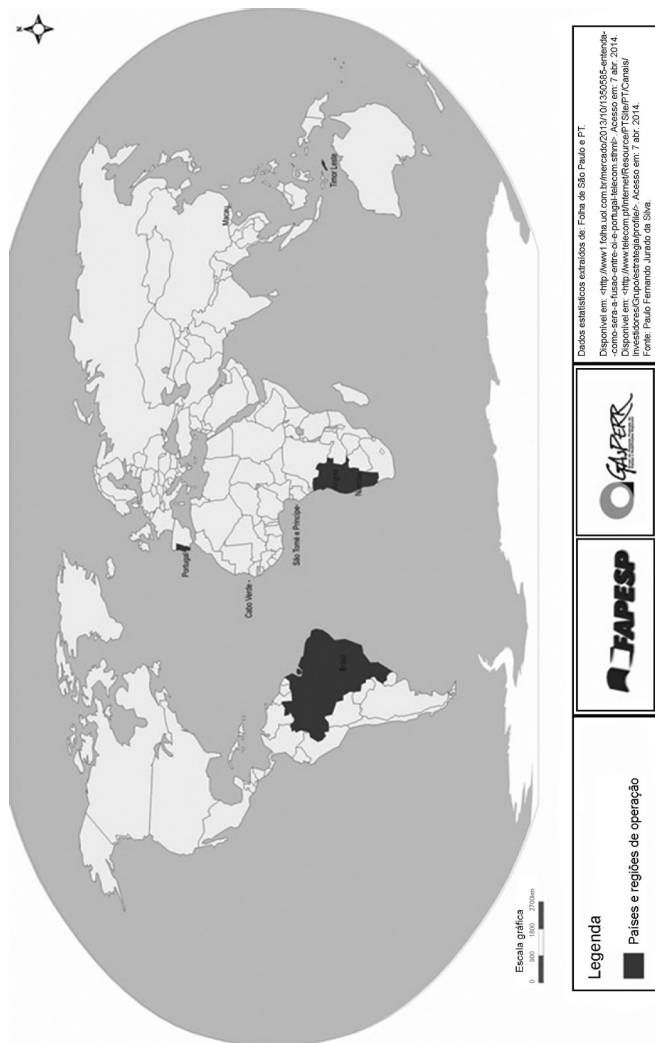 N
Macau
Timor Leste
Portugal
Cabo Verde
São Tomé e Príncipe
Brasil
Escala gráfica
0 900 1800 2700km
Legenda
Países e regiões de operação
FAPESP
GAsPERR
Dados estatísticos extraídos de: Folha de São Paulo e PT.
Disponível em: <http://www1.folha.uol.com.br/mercado/2013/10/1350585-entenda-
-como-sera-a-fusao-entre-oi-e-portugal-telecom.shtml>. Acesso em: 7 abr. 2014.
Disponível em: <http://www.telecom.pt/InternetResource/PTSite/PT/Canais/
Investidores/Grupo/estrategia/profile/>. Acesso em: 7 abr. 2014.
Fonte: Paulo Fernando Jurado da Silva.